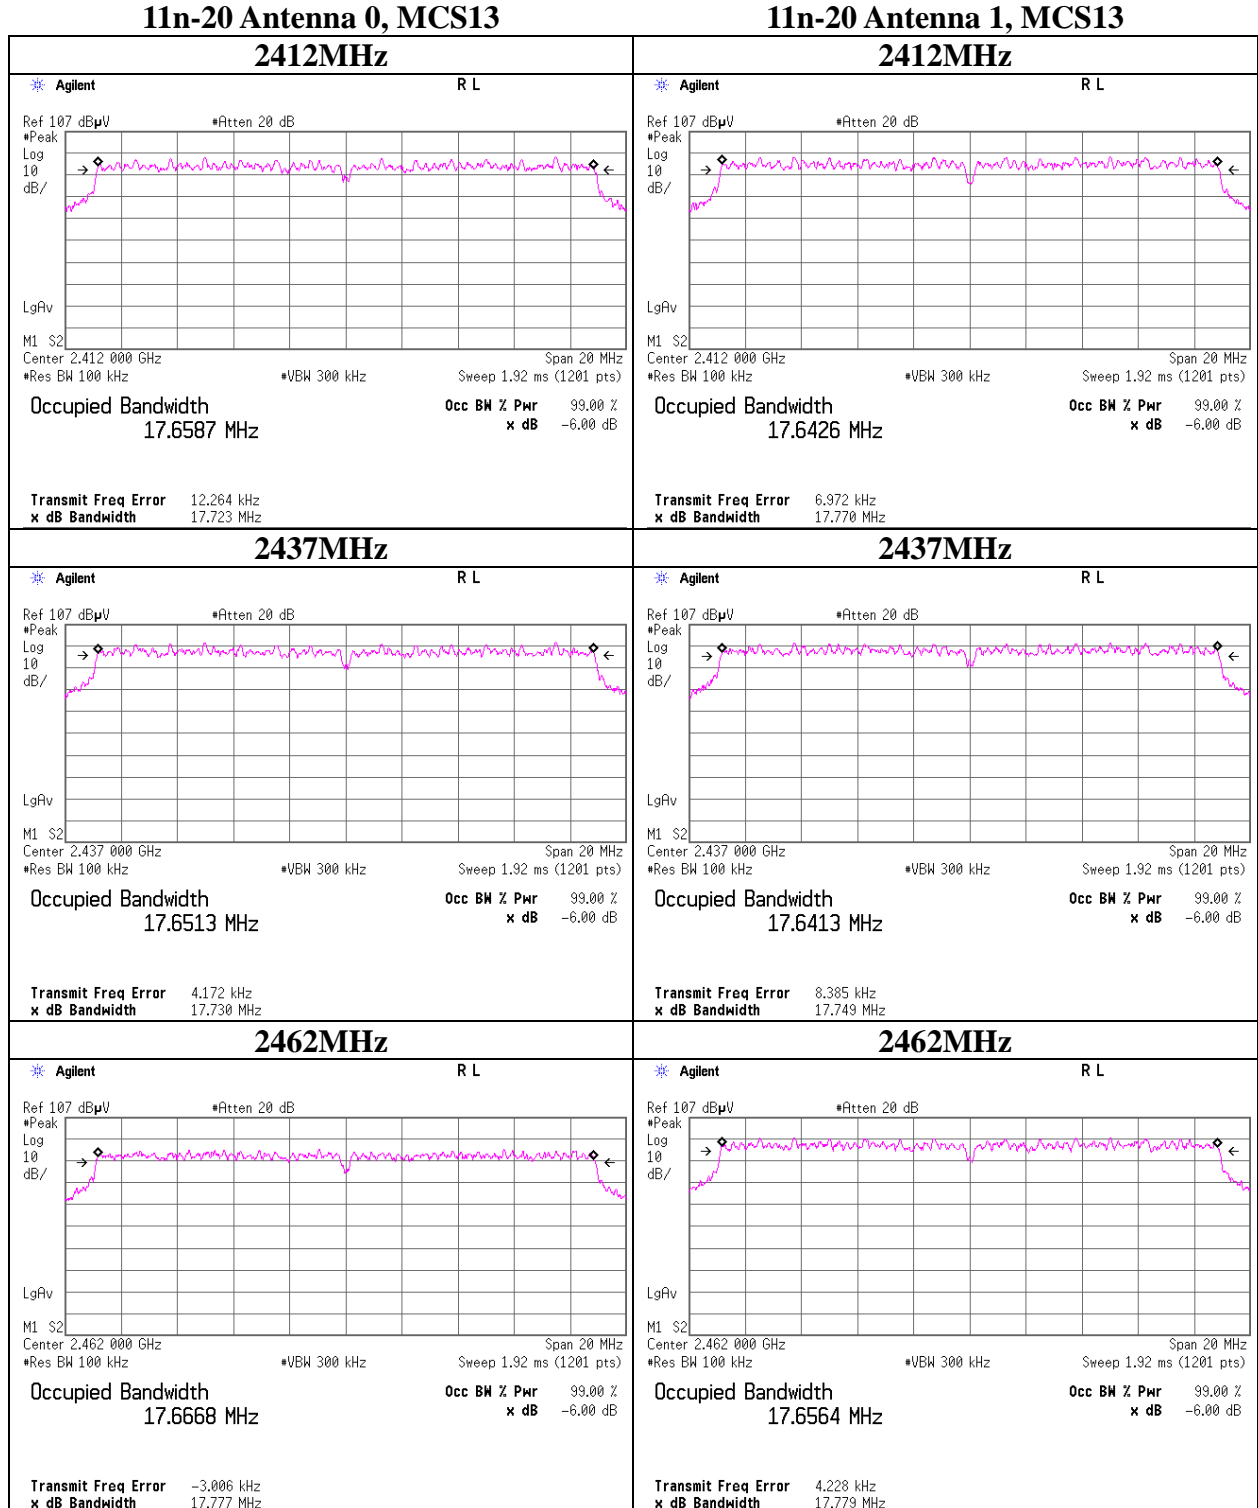 11n-20 Antenna 0, MCS13
11n-20 Antenna 1, MCS13
2412MHz
Agilent
R L
Ref 107 dBµV
#Atten 20 dB
#Peak
Log
10
dB/
LgAv
M1 S2
Center 2.412 000 GHz
Span 20 MHz
#Res BW 100 kHz
#VBW 300 kHz
Sweep 1.92 ms (1201 pts)
Occupied Bandwidth
17.6587 MHz
Occ BW % Pwr 99.00 %
x dB -6.00 dB
Transmit Freq Error 12.264 kHz
x dB Bandwidth 17.723 MHz
2412MHz
Agilent
R L
Ref 107 dBµV
#Atten 20 dB
#Peak
Log
10
dB/
LgAv
M1 S2
Center 2.412 000 GHz
Span 20 MHz
#Res BW 100 kHz
#VBW 300 kHz
Sweep 1.92 ms (1201 pts)
Occupied Bandwidth
17.6426 MHz
Occ BW % Pwr 99.00 %
x dB -6.00 dB
Transmit Freq Error 6.972 kHz
x dB Bandwidth 17.770 MHz
2437MHz
Agilent
R L
Ref 107 dBµV
#Atten 20 dB
#Peak
Log
10
dB/
LgAv
M1 S2
Center 2.437 000 GHz
Span 20 MHz
#Res BW 100 kHz
#VBW 300 kHz
Sweep 1.92 ms (1201 pts)
Occupied Bandwidth
17.6513 MHz
Occ BW % Pwr 99.00 %
x dB -6.00 dB
Transmit Freq Error 4.172 kHz
x dB Bandwidth 17.730 MHz
2437MHz
Agilent
R L
Ref 107 dBµV
#Atten 20 dB
#Peak
Log
10
dB/
LgAv
M1 S2
Center 2.437 000 GHz
Span 20 MHz
#Res BW 100 kHz
#VBW 300 kHz
Sweep 1.92 ms (1201 pts)
Occupied Bandwidth
17.6413 MHz
Occ BW % Pwr 99.00 %
x dB -6.00 dB
Transmit Freq Error 8.385 kHz
x dB Bandwidth 17.749 MHz
2462MHz
Agilent
R L
Ref 107 dBµV
#Atten 20 dB
#Peak
Log
10
dB/
LgAv
M1 S2
Center 2.462 000 GHz
Span 20 MHz
#Res BW 100 kHz
#VBW 300 kHz
Sweep 1.92 ms (1201 pts)
Occupied Bandwidth
17.6668 MHz
Occ BW % Pwr 99.00 %
x dB -6.00 dB
Transmit Freq Error -3.006 kHz
x dB Bandwidth 17.777 MHz
2462MHz
Agilent
R L
Ref 107 dBµV
#Atten 20 dB
#Peak
Log
10
dB/
LgAv
M1 S2
Center 2.462 000 GHz
Span 20 MHz
#Res BW 100 kHz
#VBW 300 kHz
Sweep 1.92 ms (1201 pts)
Occupied Bandwidth
17.6564 MHz
Occ BW % Pwr 99.00 %
x dB -6.00 dB
Transmit Freq Error 4.228 kHz
x dB Bandwidth 17.779 MHz